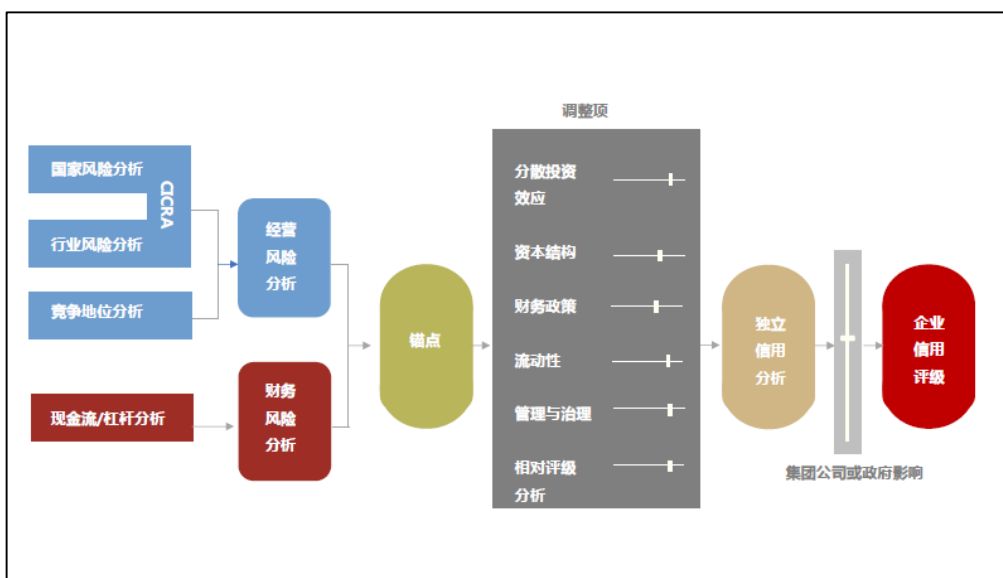 调整项
国家风险分析
CICRA
行业风险分析
竞争地位分析
现金流/杠杆分析
经营
风险
分析
财务
风险
分析
锚点
分散投资
效应
资本结构
财务政策
流动性
管理与治理
相对评级
分析
独立
信用
分析
集团公司或政府影响
企业
信用
评级